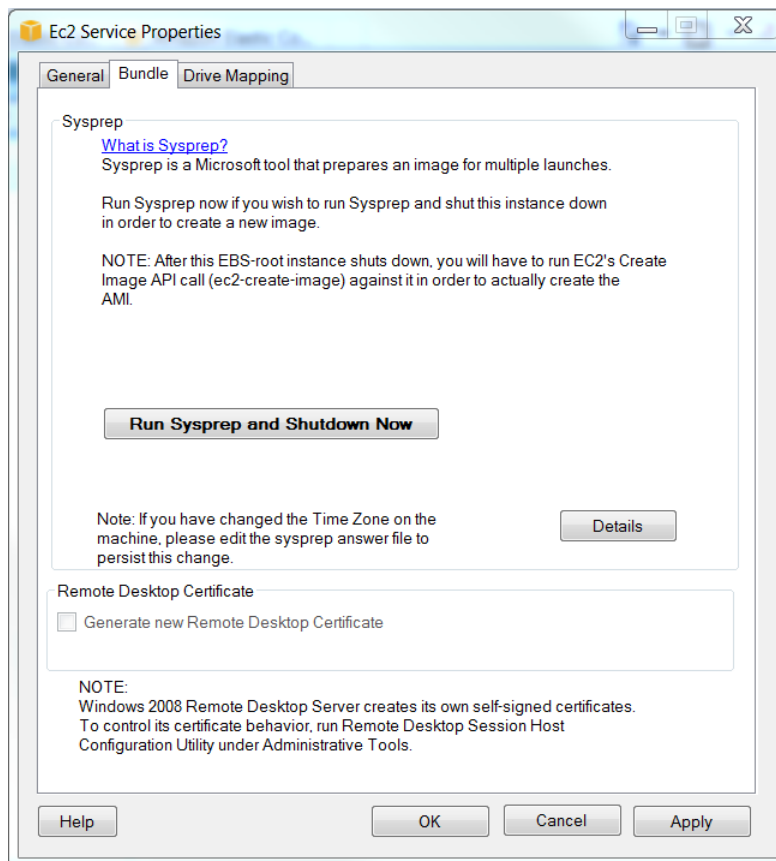 Ec2 Service Properties
General Bundle Drive Mapping
Sysprep
What is Sysprep?
Sysprep is a Microsoft tool that prepares an image for multiple launches.
Run Sysprep now if you wish to run Sysprep and shut this instance down
in order to create a new image.
NOTE: After this EBS-root instance shuts down, you will have to run EC2's Create
Image API call (ec2-create-image) against it in order to actually create the
AMI.
Run Sysprep and Shutdown Now
Note: If you have changed the Time Zone on the
machine, please edit the sysprep answer file to
persist this change.
Details
Remote Desktop Certificate
Generate new Remote Desktop Certificate
NOTE:
Windows 2008 Remote Desktop Server creates its own self-signed certificates.
To control its certificate behavior, run Remote Desktop Session Host
Configuration Utility under Administrative Tools.
Help OK Cancel Apply